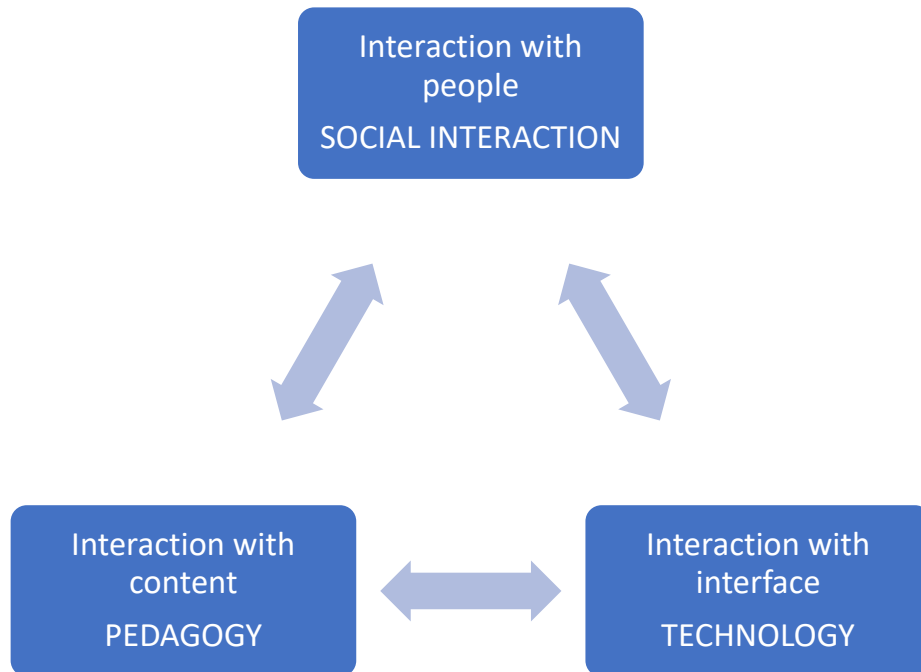 Interaction with
people
SOCIAL INTERACTION
Interaction with
content
PEDAGOGY
Interaction with
interface
TECHNOLOGY